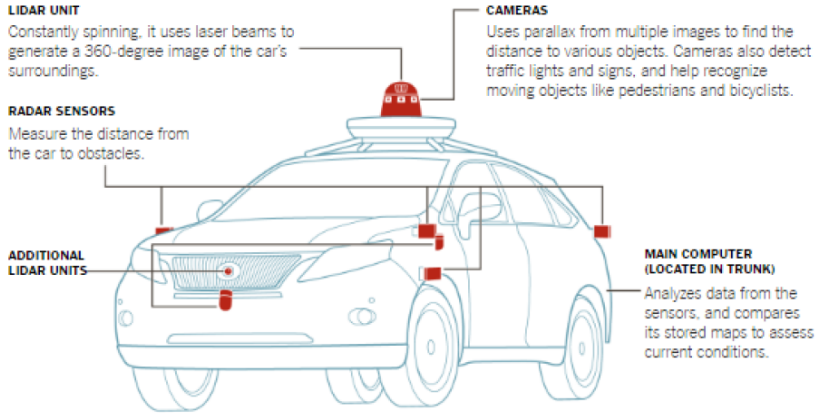 LIDAR UNIT
Constantly spinning, it uses laser beams to
generate a 360-degree image of the car's
surroundings.
CAMERAS
Uses parallax from multiple images to find the
distance to various objects. Cameras also detect
traffic lights and signs, and help recognize
moving objects like pedestrians and bicyclists.
RADAR SENSORS
Measure the distance from
the car to obstacles.
ADDITIONAL
LIDAR UNITS
MAIN COMPUTER
(LOCATED IN TRUNK)
Analyzes data from the
sensors, and compares
its stored maps to assess
current conditions.